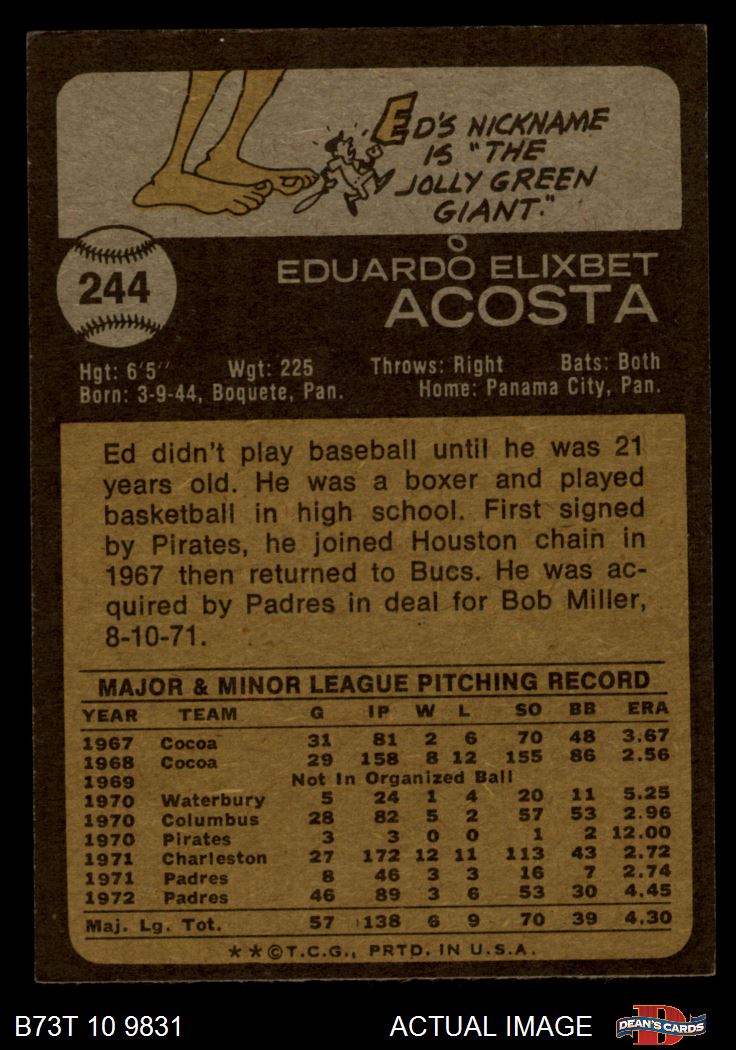 ED'S NICKNAME
IS "THE
JOLLY GREEN
GIANT."
244
EDUARDO ELIXBET
ACOSTA
Hgt: 6'5" Wgt: 225 Throws: Right Bats: Both
Born: 3-9-44, Boquete, Pan. Home: Panama City, Pan.
Ed didn't play baseball until he was 21
years old. He was a boxer and played
basketball in high school. First signed
by Pirates, he joined Houston chain in
1967 then returned to Bucs. He was ac-
quired by Padres in deal for Bob Miller,
8-10-71.
MAJOR & MINOR LEAGUE PITCHING RECORD
YEAR TEAM G IP W L SO BB ERA
1967 Cocoa 31 81 2 6 70 48 3.67
1968 Cocoa 29 158 8 12 155 86 2.56
1969 Not In Organized Ball
1970 Waterbury 5 24 1 4 20 11 5.25
1970 Columbus 28 82 5 2 57 53 2.96
1970 Pirates 3 3 0 0 1 2 12.00
1971 Charleston 27 172 12 11 113 43 2.72
1971 Padres 8 46 3 3 16 7 2.74
1972 Padres 46 89 3 6 53 30 4.45
Maj. Lg. Tot. 57 138 6 9 70 39 4.30
**©T.C.G., PRTD. IN U.S.A.
B73T 10 9831 ACTUAL IMAGE DEAN'S CARDS